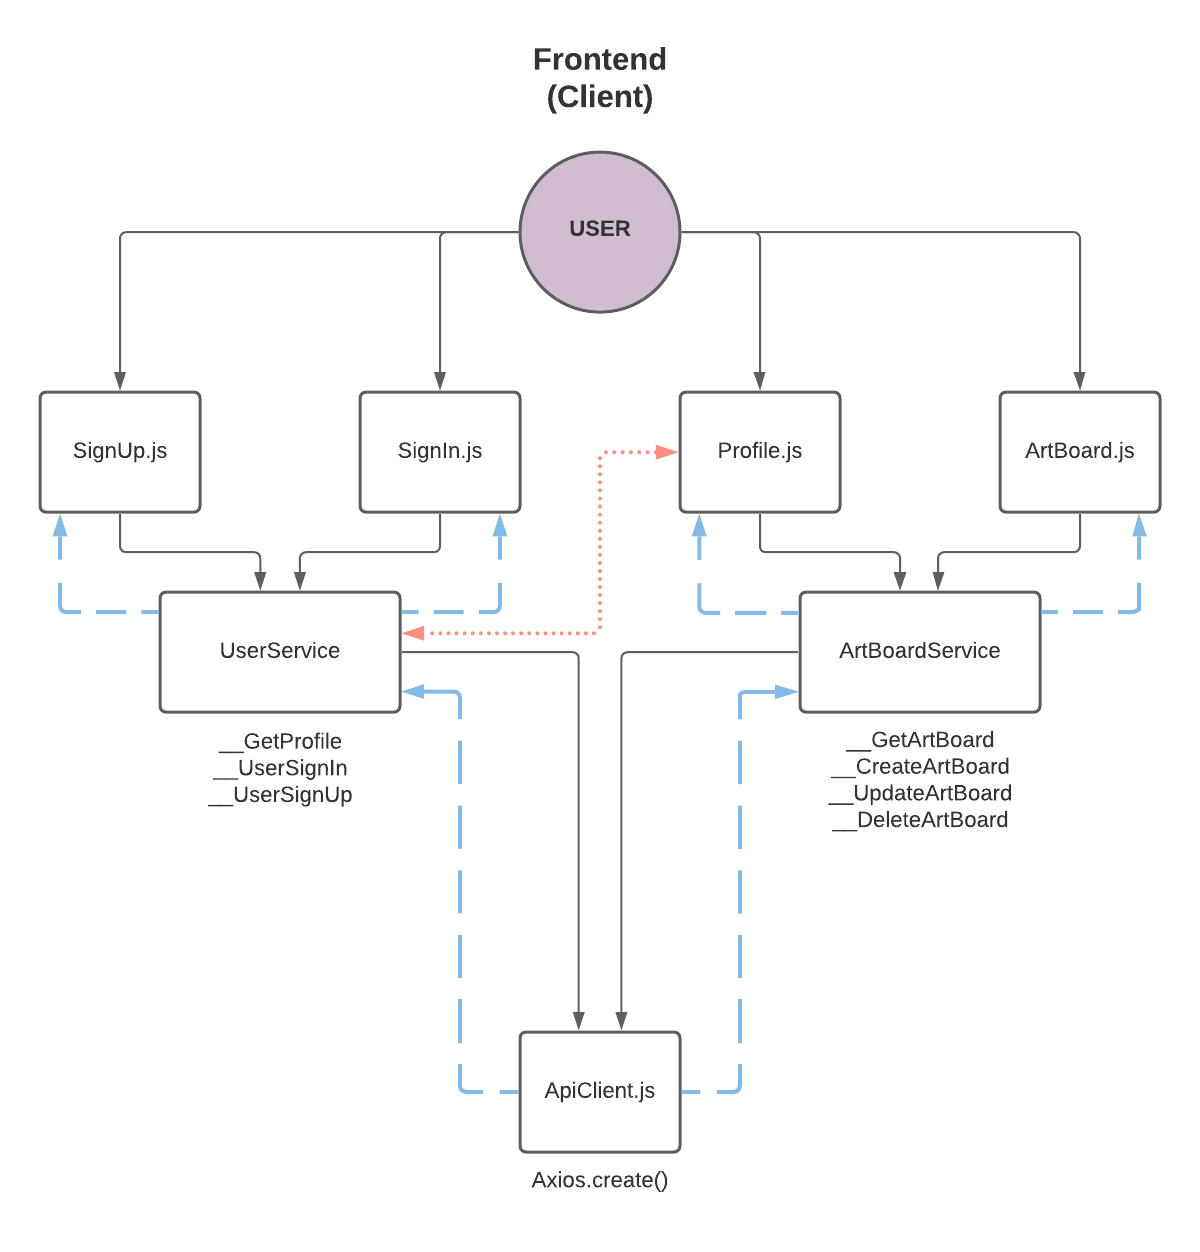 Frontend
(Client)
USER
SignUp.js
SignIn.js
Profile.js
ArtBoard.js
UserService
ArtBoardService
__GetProfile
__UserSignIn
__UserSignUp
__GetArtBoard
__CreateArtBoard
__UpdateArtBoard
__DeleteArtBoard
ApiClient.js
Axios.create()